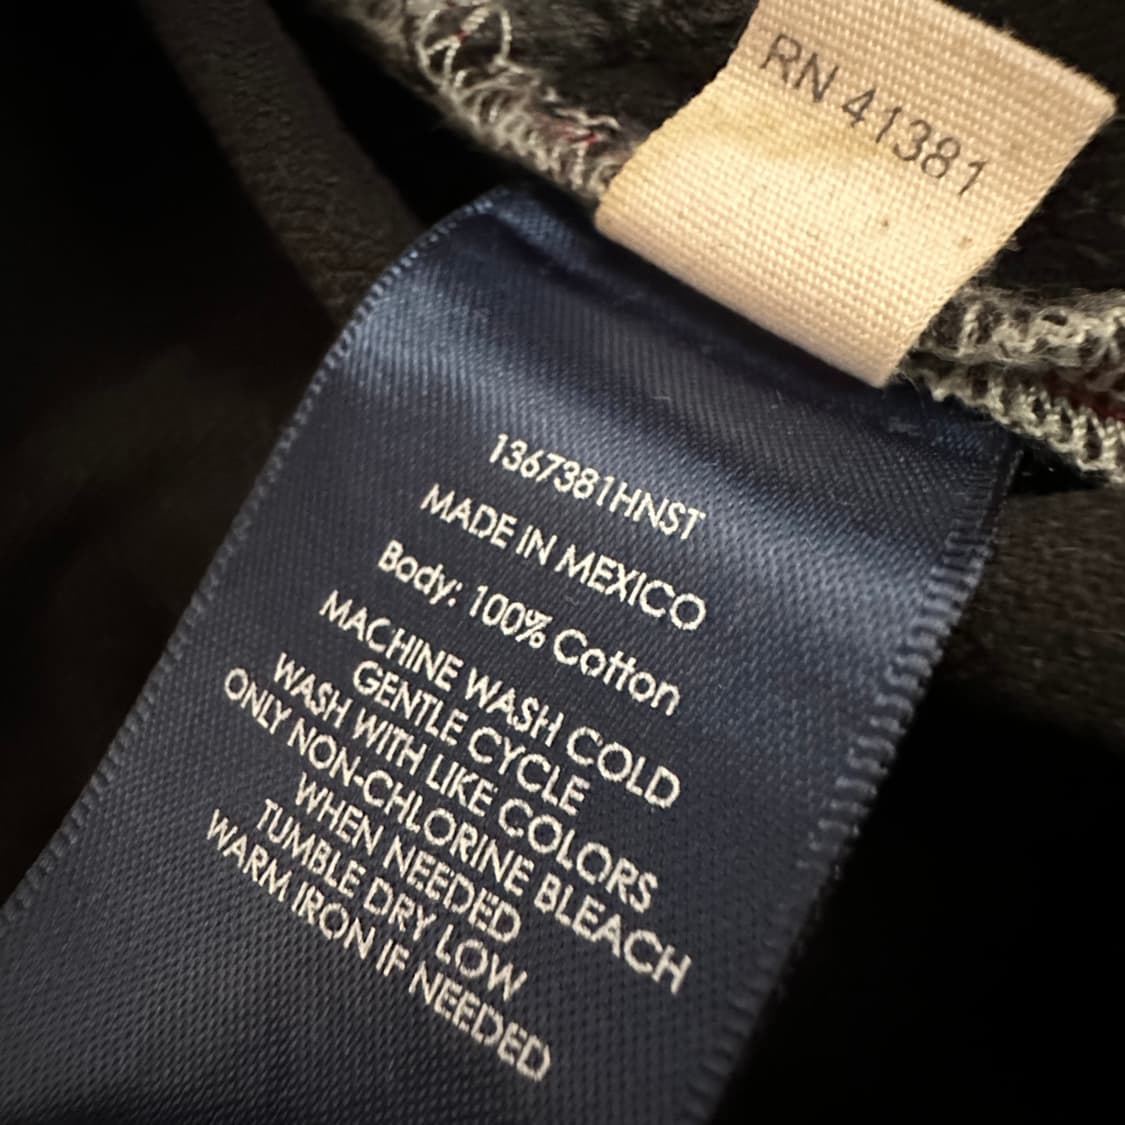 RN 41381
1367381HNST
MADE IN MEXICO
Body: 100% Cotton
MACHINE WASH COLD
GENTLE CYCLE
WASH WITH LIKE COLORS
ONLY NON-CHLORINE BLEACH
WHEN NEEDED
TUMBLE DRY LOW
WARM IRON IF NEEDED